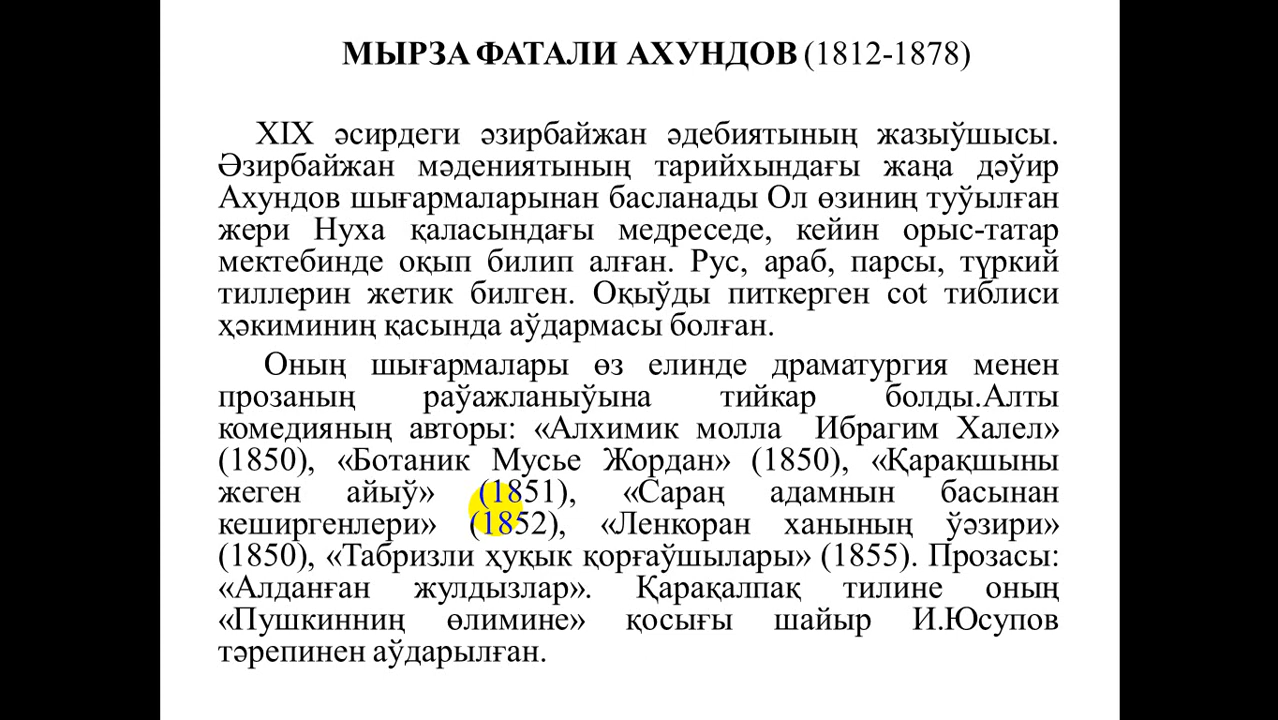 МЫРЗА ФАТАЛИ АХУНДОВ (1812-1878)
XIX әсирдеги әзирбайжан әдебиятының жазыўшысы.
Әзирбайжан мәдениятының тарийхындағы жаңа дәўир
Ахундов шығармаларынан басланады Ол өзиниң туўылған
жери Нуха қаласындағы медреседе, кейин орыс-татар
мектебинде оқып билип алған. Рус, араб, парсы, түркий
тиллерин жетик билген. Оқыўды питкерген сот тиблиси
ҳәкиминиң қасында аўдармасы болған.
Оның шығармалары өз елинде драматургия менен
прозаның раўажланыўына тийкар болды.Алты
комедияның авторы: «Алхимик молла Ибрагим Халел»
(1850), «Ботаник Мусье Жордан» (1850), «Қарақшыны
жеген айыў» (1851), «Сараң адамнын басынан
кеширгенлери» (1852), «Ленкоран ханының ўәзири»
(1850), «Табризли ҳуқык қорғаўшылары» (1855). Прозасы:
«Алданған жулдызлар». Қарақалпақ тилине оның
«Пушкинниң өлимине» қосығы шайыр И.Юсупов
тәрепинен аўдарылған.